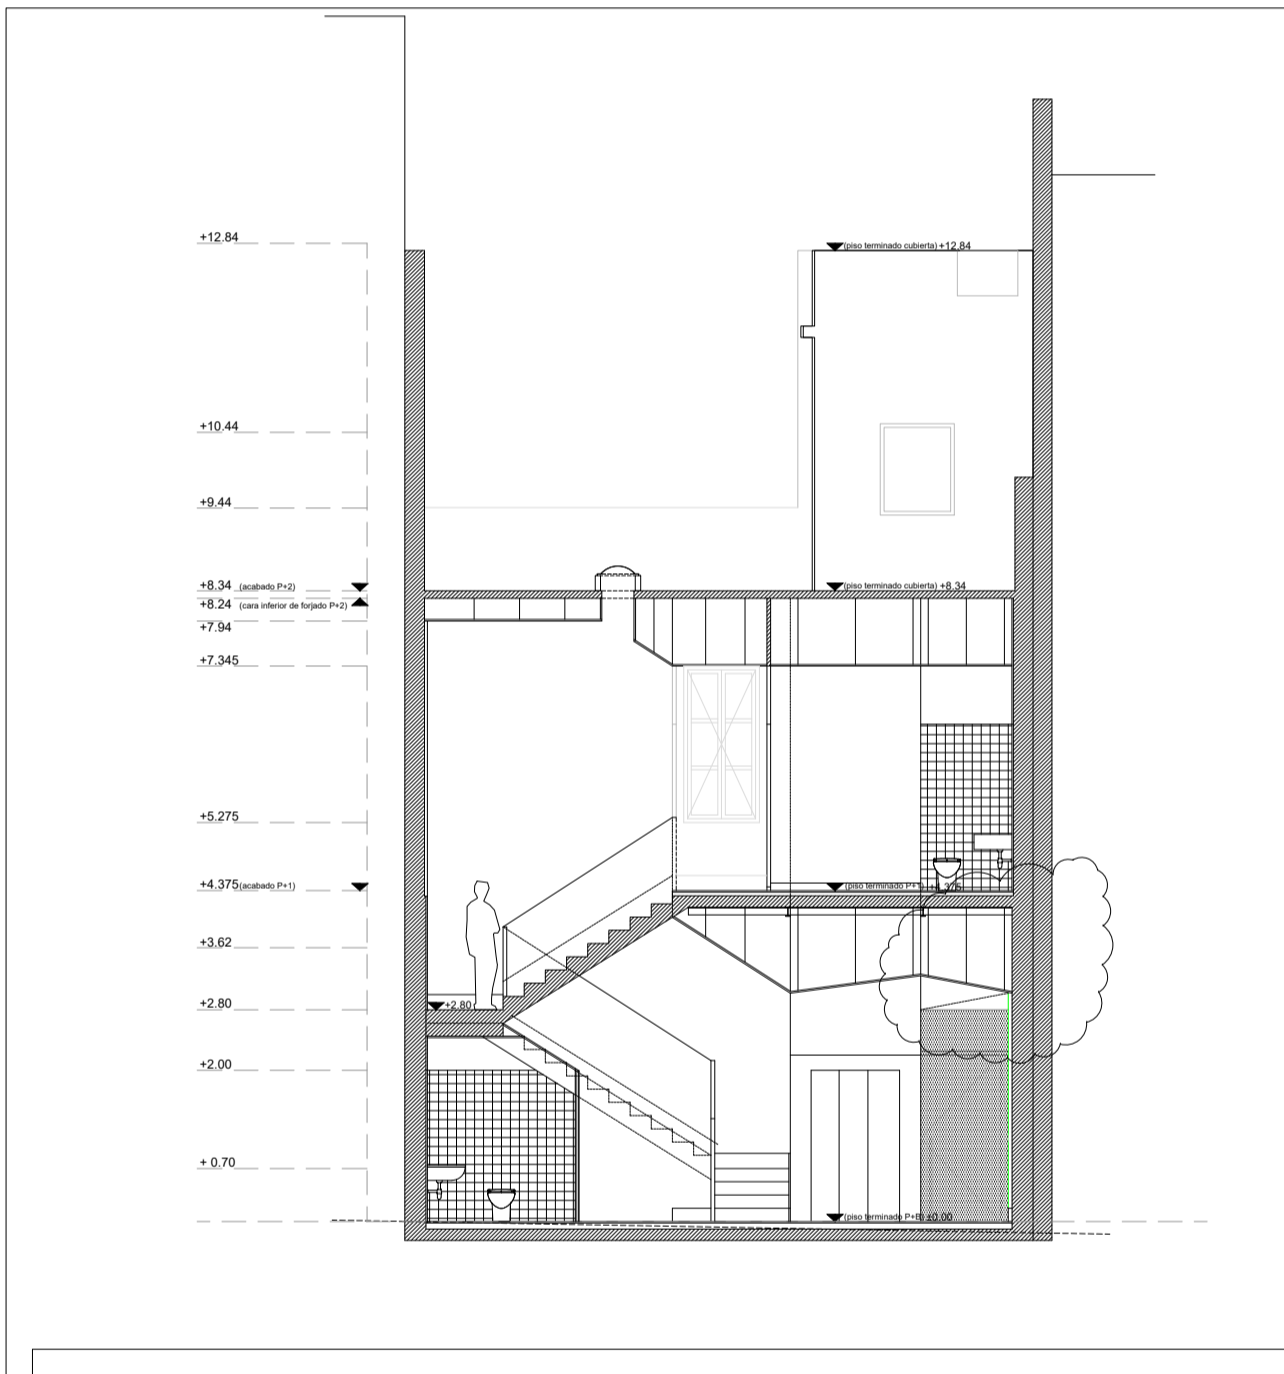 +12.84
(piso terminado cubierta) +12.84
+10.44
+9.44
+8.34 (acabado P+2)
(piso terminado cubierta) +8.34
+8.24 (cara inferior de forjado P+2)
+7.94
+7.345
+5.275
+4.375 (acabado P+1)
(piso terminado P+1) +4.375
+3.62
+2.80
+2.80
+2.00
+ 0.70
(piso terminado P+B) ±0.00